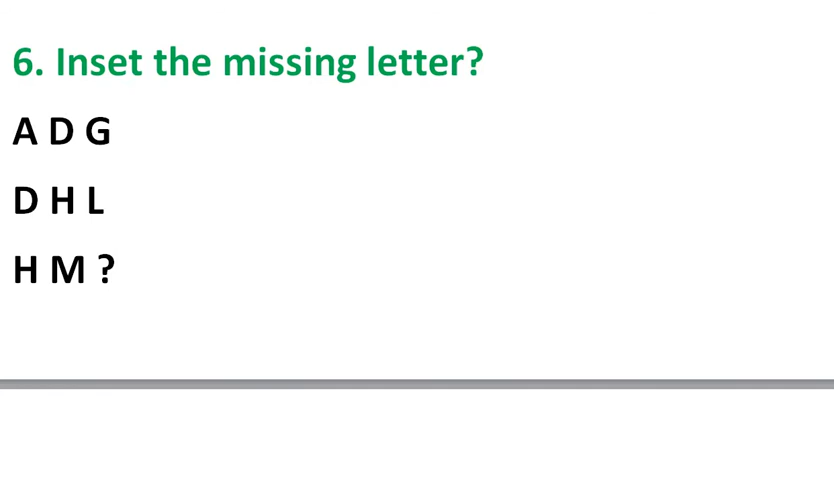 6. Inset the missing letter?
A D G
D H L
H M ?